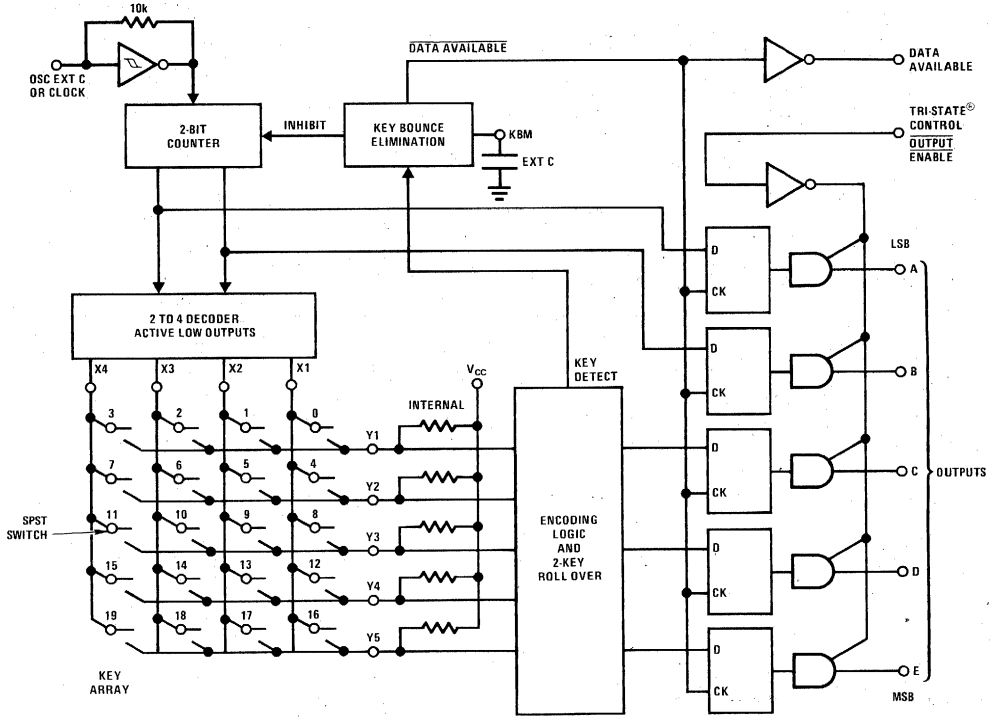 10k
OSC EXT C
OR CLOCK
2-BIT
COUNTER
INHIBIT
DATA AVAILABLE
KEY BOUNCE
ELIMINATION
KBM
EXT C
DATA
AVAILABLE
TRI-STATE®
CONTROL
OUTPUT
ENABLE
2 TO 4 DECODER
ACTIVE LOW OUTPUTS
X4
X3
X2
X1
KEY
DETECT
VCC
INTERNAL
3
2
1
0
Y1
7
6
5
4
Y2
11
10
9
8
Y3
SPST
SWITCH
15
14
13
12
Y4
19
18
17
16
Y5
KEY
ARRAY
ENCODING
LOGIC
AND
2-KEY
ROLL OVER
D
CK
LSB
A
D
CK
B
D
CK
C
OUTPUTS
D
CK
D
D
CK
E
MSB